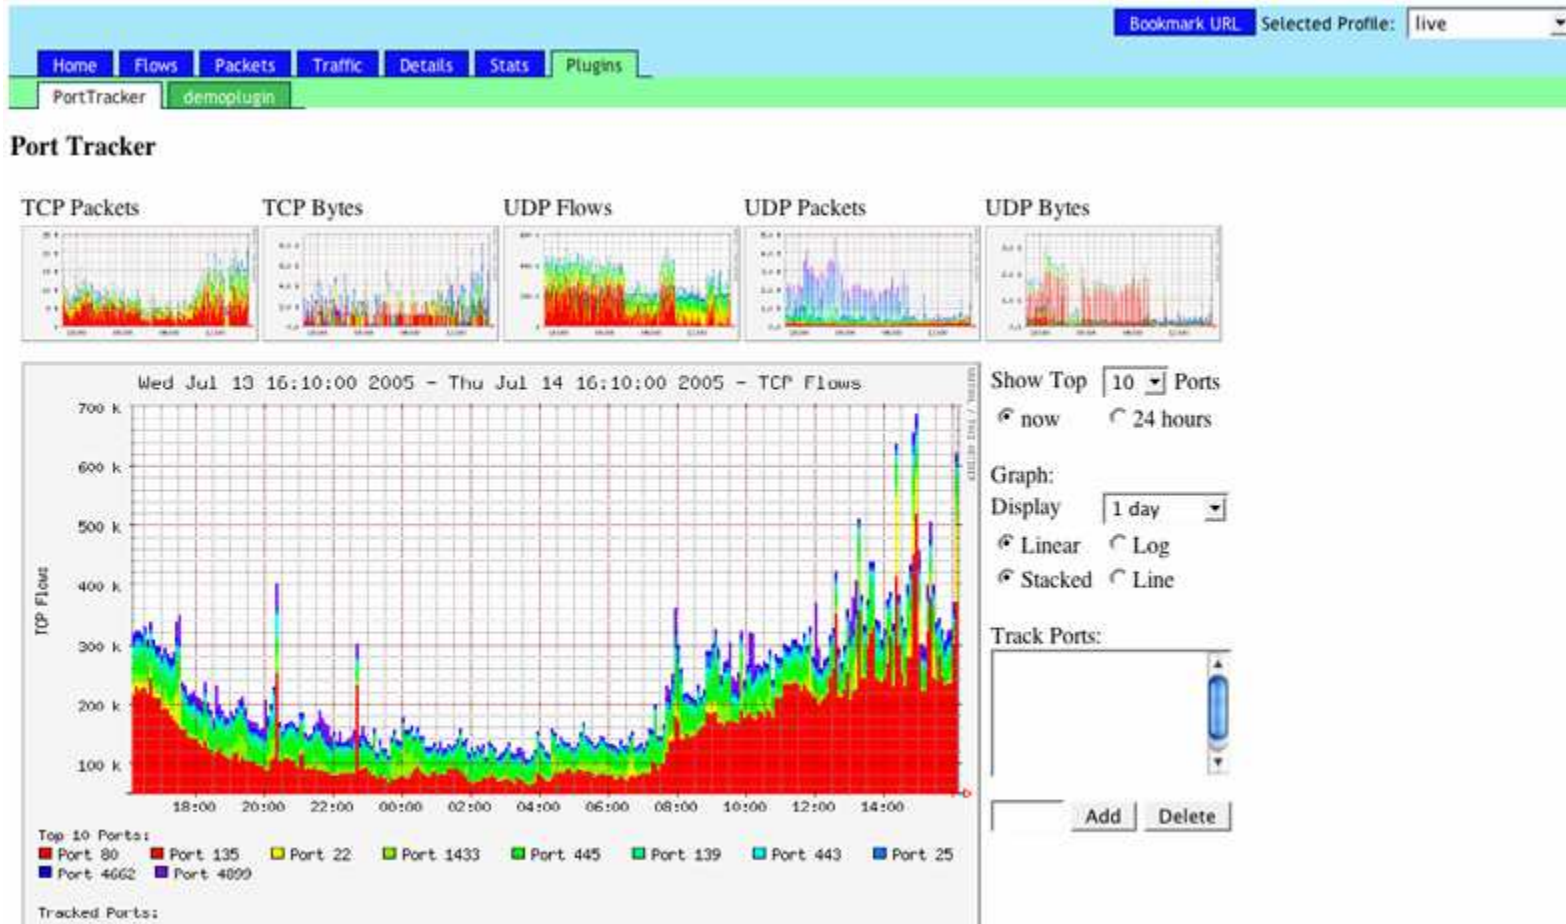 Bookmark URL Selected Profile: live
Home Flows Packets Traffic Details Stats Plugins
PortTracker demoplugin
Port Tracker
TCP Packets TCP Bytes UDP Flows UDP Packets UDP Bytes
Wed Jul 13 16:10:00 2005 - Thu Jul 14 16:10:00 2005 - TCP Flows
700 k
600 k
500 k
400 k
300 k
200 k
100 k
TCP Flows
18:00 20:00 22:00 00:00 02:00 04:00 06:00 08:00 10:00 12:00 14:00
Top 10 Ports:
Port 80 Port 135 Port 22 Port 1433 Port 445 Port 139 Port 443 Port 25
Port 4662 Port 4899
Tracked Ports:
Show Top 10 Ports
now 24 hours
Graph:
Display 1 day
Linear Log
Stacked Line
Track Ports:
Add Delete